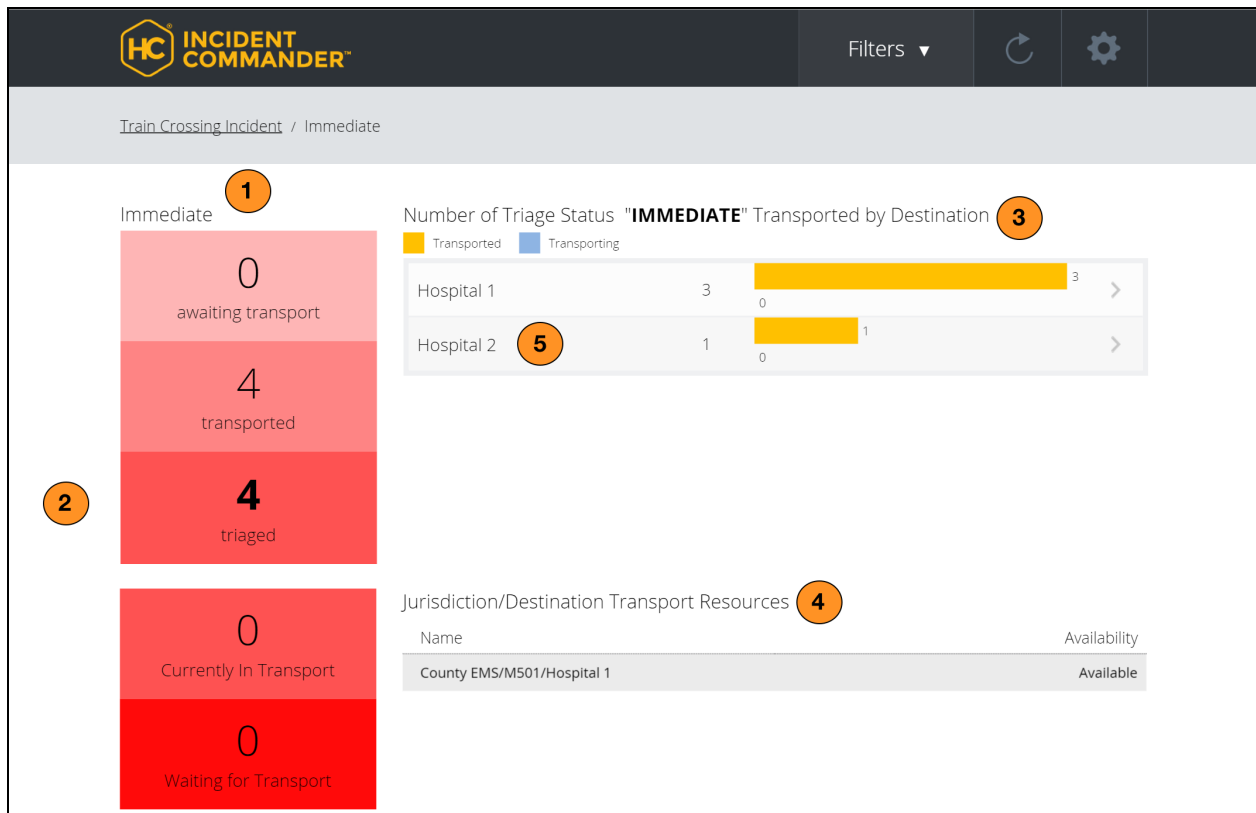 HC INCIDENT
COMMANDER™
Filters ▼
Train Crossing Incident / Immediate
1
Immediate
0
awaiting transport
4
transported
2
4
triaged
0
Currently In Transport
0
Waiting for Transport
Number of Triage Status "IMMEDIATE" Transported by Destination 3
Transported Transporting
Hospital 1 3 3
0
Hospital 2 5 1 1
0
Jurisdiction/Destination Transport Resources 4
Name Availability
County EMS/M501/Hospital 1 Available